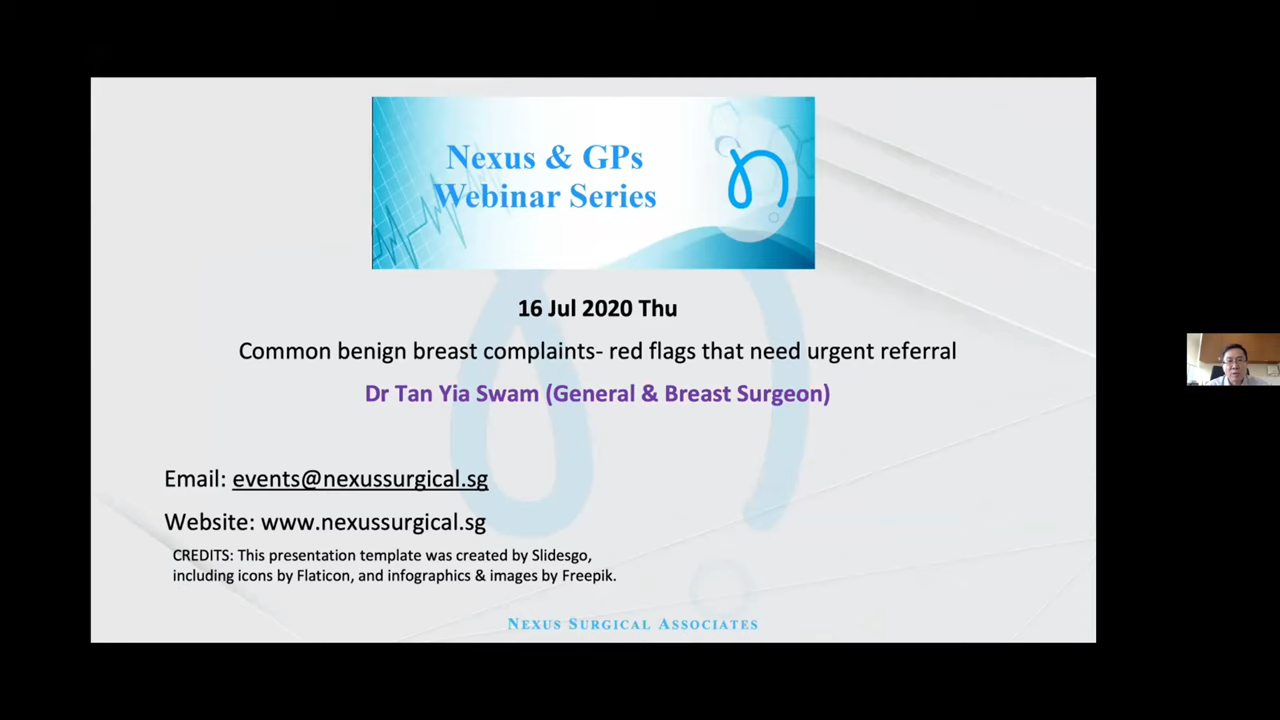 Nexus & GPs
Webinar Series
16 Jul 2020 Thu
Common benign breast complaints- red flags that need urgent referral
Dr Tan Yia Swam (General & Breast Surgeon)
Email: events@nexussurgical.sg
Website: www.nexussurgical.sg
CREDITS: This presentation template was created by Slidesgo,
including icons by Flaticon, and infographics & images by Freepik.
NEXUS SURGICAL ASSOCIATES